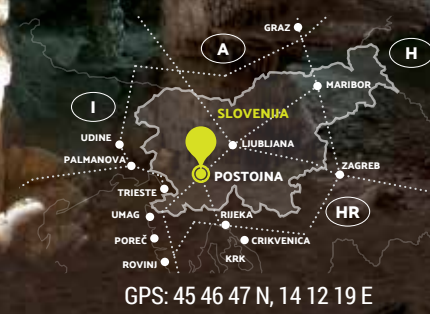 GRAZ
A
H
MARIBOR
I
SLOVENIJA
UDINE
LJUBLJANA
PALMANOVA
ZAGREB
POSTOJNA
TRIESTE
UMAG
RIJEKA
HR
POREČ
CRIKVENICA
KRK
ROVINJ
GPS: 45 46 47 N, 14 12 19 E